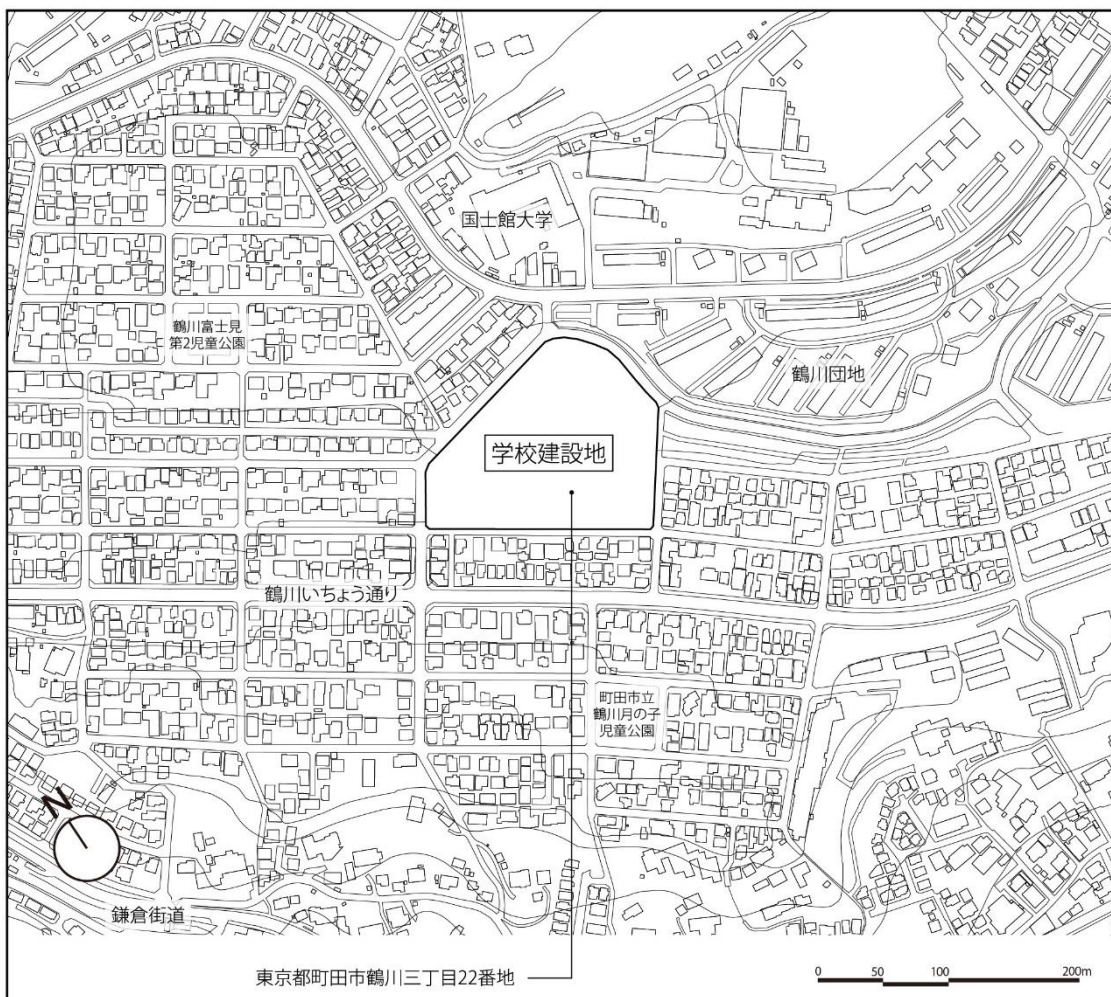 国士館大学
鶴川富士見
第2児童公園
鶴川団地
学校建設地
鶴川いちょう通り
町田市立
鶴川月の子
児童公園
N
鎌倉街道
東京都町田市鶴川三丁目22番地
0 50 100 200m